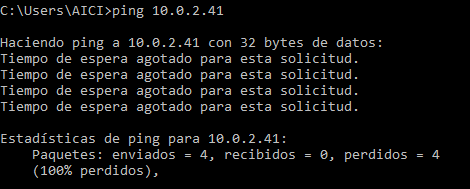 C:\Users\AICI>ping 10.0.2.41
Haciendo ping a 10.0.2.41 con 32 bytes de datos:
Tiempo de espera agotado para esta solicitud.
Tiempo de espera agotado para esta solicitud.
Tiempo de espera agotado para esta solicitud.
Tiempo de espera agotado para esta solicitud.
Estadísticas de ping para 10.0.2.41:
Paquetes: enviados = 4, recibidos = 0, perdidos = 4
(100% perdidos),